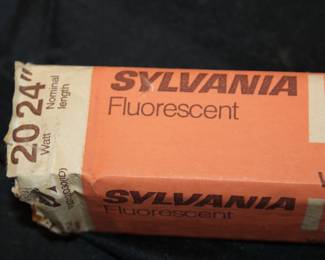 20 24"
Watt Nominal
length
SYLVANIA
Fluorescent
SYLVANIA
Fluorescent